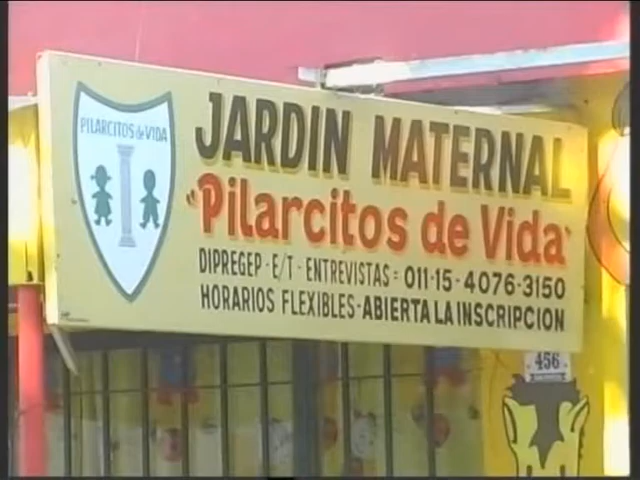 PILARCITOS de VIDA
JARDIN MATERNAL
"Pilarcitos de Vida"
DIPREGEP-E/T-ENTREVISTAS=011-15-4076-3150
HORARIOS FLEXIBLES-ABIERTA LA INSCRIPCION
456